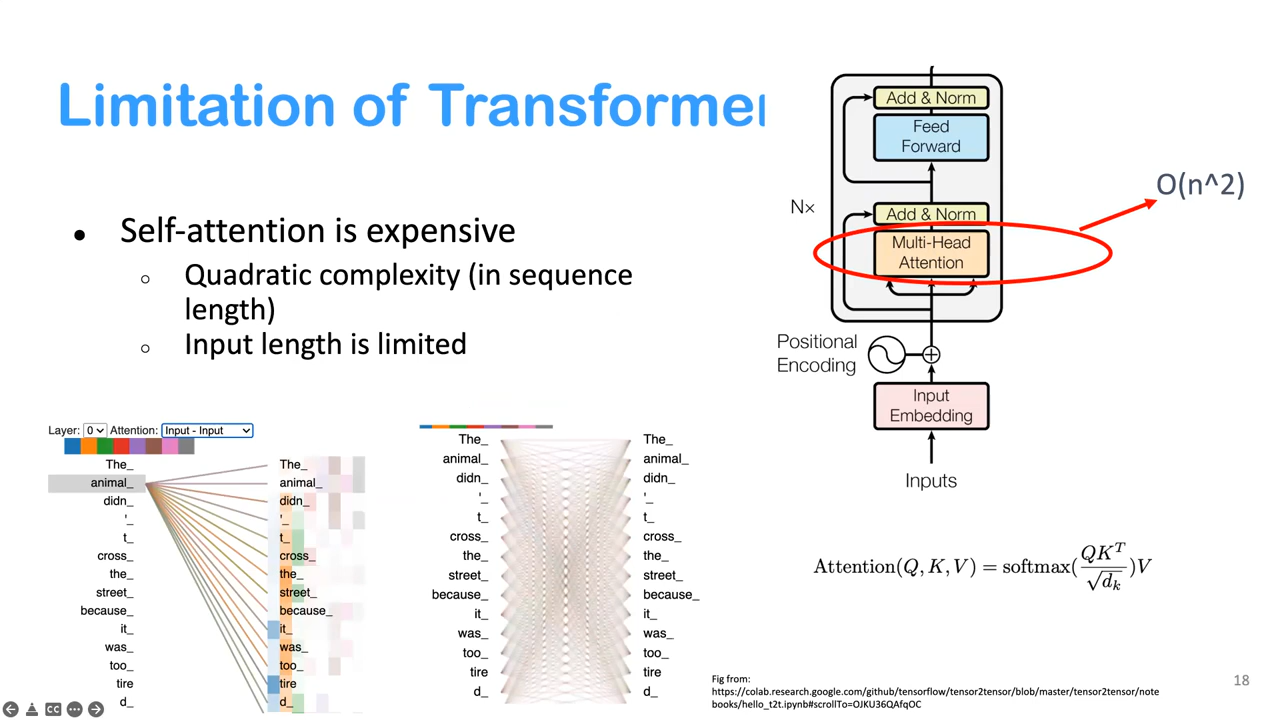 Limitation of Transformer
● Self-attention is expensive
○ Quadratic complexity (in sequence
length)
○ Input length is limited
Add & Norm
Feed
Forward
Nx
Add & Norm
Multi-Head
Attention
O(n^2)
Positional
Encoding
Input
Embedding
Inputs
Layer: 0 Attention: Input - Input
The_ The_
animal_ animal_
didn_ didn_
'_ '_
t_ t_
cross_ cross_
the_ the_
street_ street_
because_ because_
it_ it_
was_ was_
too_ too_
tire tire
d_ d_
The_ The_
animal_ animal_
didn_ didn_
'_ '_
t_ t_
cross_ cross_
the_ the_
street_ street_
because_ because_
it_ it_
was_ was_
too_ too_
tire tire
d_ d_
Attention(Q, K, V) = softmax(QK^T/√d_k)V
Fig from:
https://colab.research.google.com/github/tensorflow/tensor2tensor/blob/master/tensor2tensor/note
books/hello_t2t.ipynb#scrollTo=OJKU36QAfqOC
18
CC